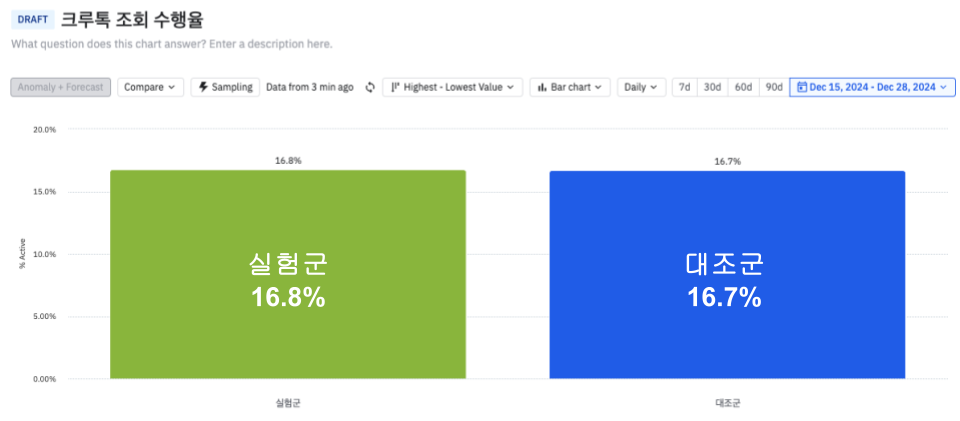 DRAFT 크루톡 조회 수행율
What question does this chart answer? Enter a description here.
Anomaly + Forecast Compare Sampling Data from 3 min ago Highest - Lowest Value Bar chart Daily 7d 30d 60d 90d Dec 15, 2024 - Dec 28, 2024
20.0%
16.8% 16.7%
15.0%
% Active
10.0%
실험군 대조군
16.8% 16.7%
5.00%
0.00%
실험군 대조군